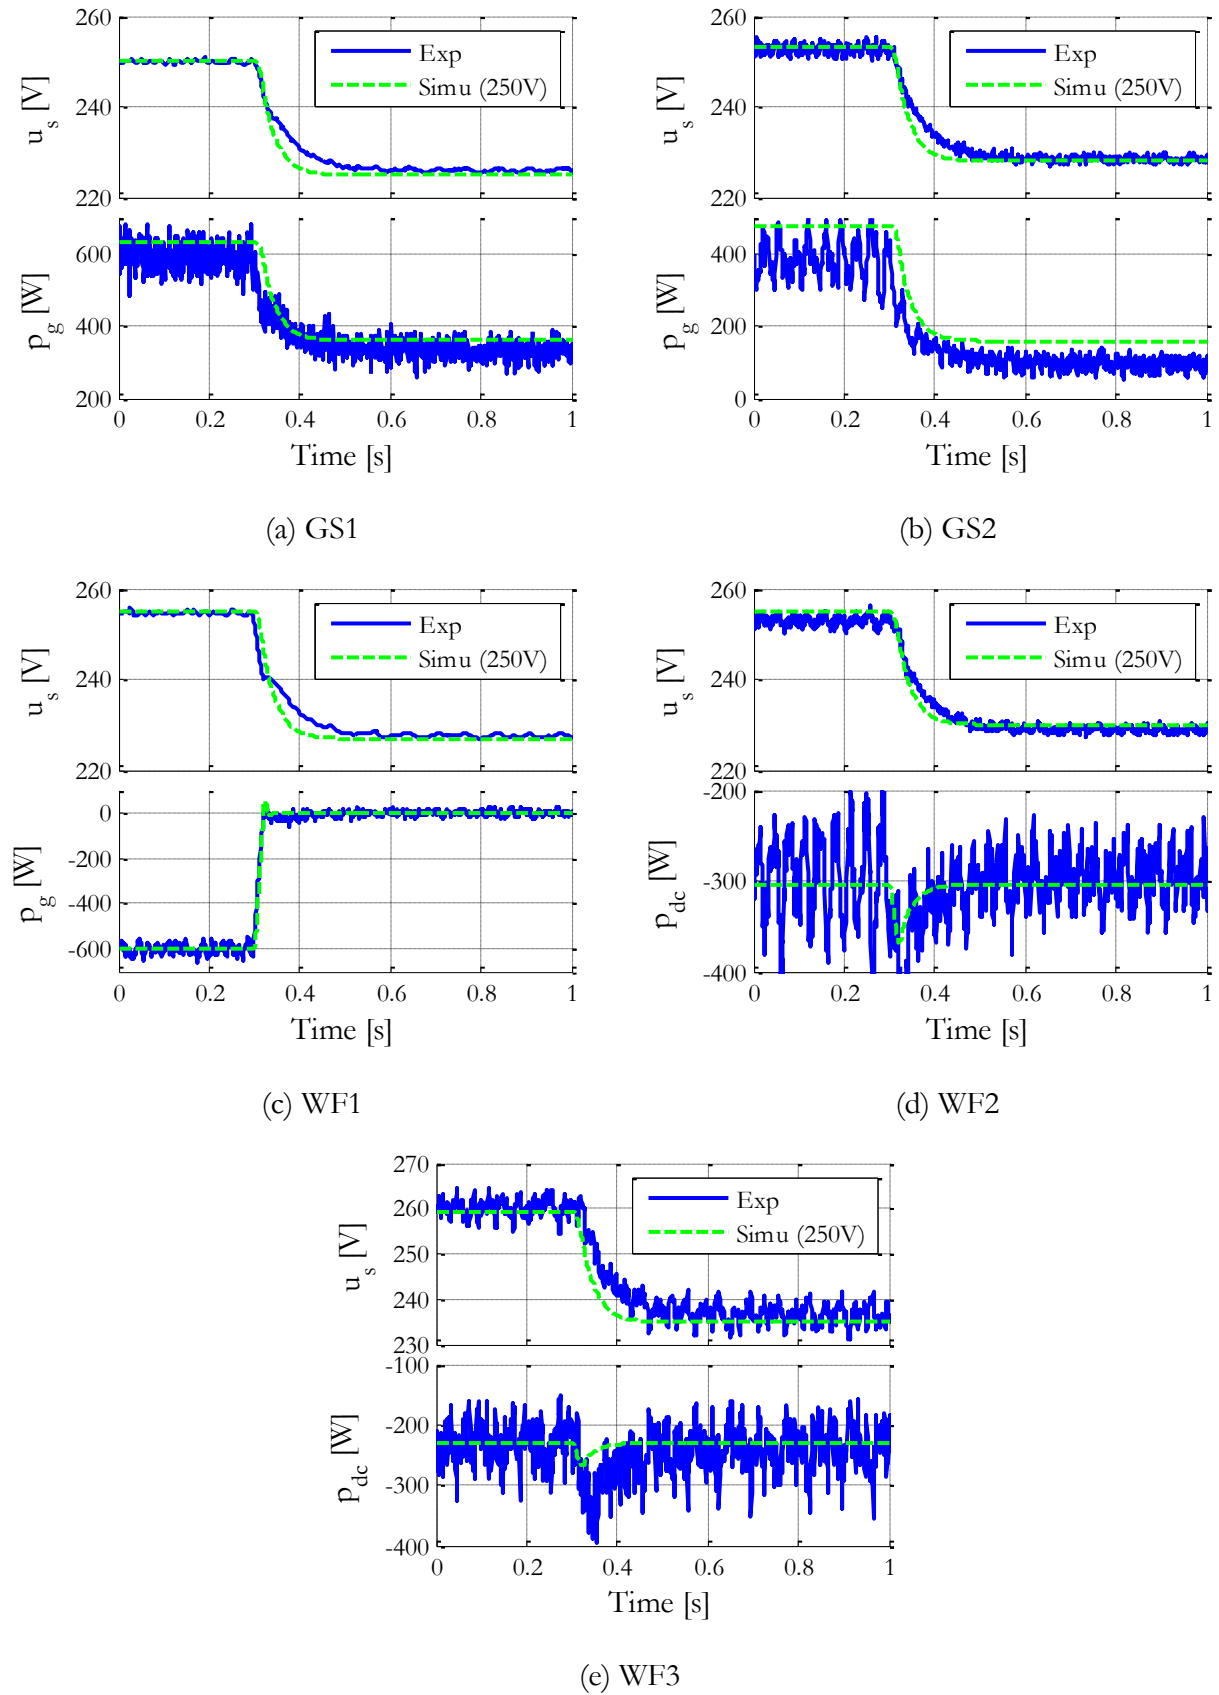 260
240
220
u_s [V]
Exp
Simu (250V)
600
400
200
p_g [W]
0 0.2 0.4 0.6 0.8 1
Time [s]
(a) GS1
260
240
220
u_s [V]
Exp
Simu (250V)
400
200
0
p_g [W]
0 0.2 0.4 0.6 0.8 1
Time [s]
(b) GS2
260
240
220
u_s [V]
Exp
Simu (250V)
0
-200
-400
-600
p_g [W]
0 0.2 0.4 0.6 0.8 1
Time [s]
(c) WF1
260
240
220
u_s [V]
Exp
Simu (250V)
-200
-300
-400
p_dc [W]
0 0.2 0.4 0.6 0.8 1
Time [s]
(d) WF2
270
260
250
240
230
u_s [V]
Exp
Simu (250V)
-100
-200
-300
-400
p_dc [W]
0 0.2 0.4 0.6 0.8 1
Time [s]
(e) WF3